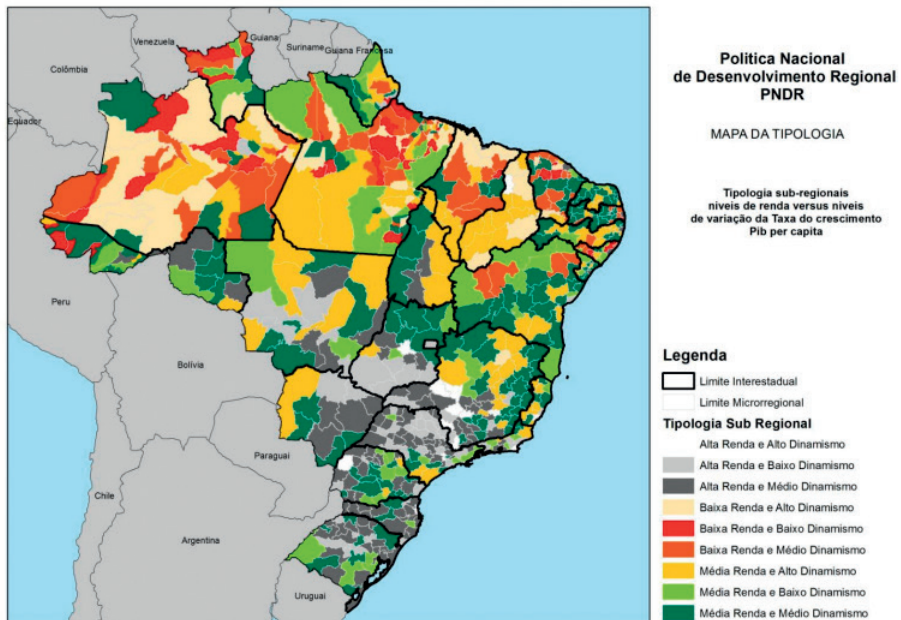 Politica Nacional
de Desenvolvimento Regional
PNDR
MAPA DA TIPOLOGIA
Tipologia sub-regionais
niveis de renda versus niveis
de variação da Taxa do crescimento
Pib per capita
Venezuela
Guiana
Suriname
Guiana Francesa
Colômbia
Equador
Peru
Bolívia
Paraguai
Chile
Argentina
Uruguai
Legenda
Limite Interestadual
Limite Microrregional
Tipologia Sub Regional
Alta Renda e Alto Dinamismo
Alta Renda e Baixo Dinamismo
Alta Renda e Médio Dinamismo
Baixa Renda e Alto Dinamismo
Baixa Renda e Baixo Dinamismo
Baixa Renda e Médio Dinamismo
Média Renda e Alto Dinamismo
Média Renda e Baixo Dinamismo
Média Renda e Médio Dinamismo